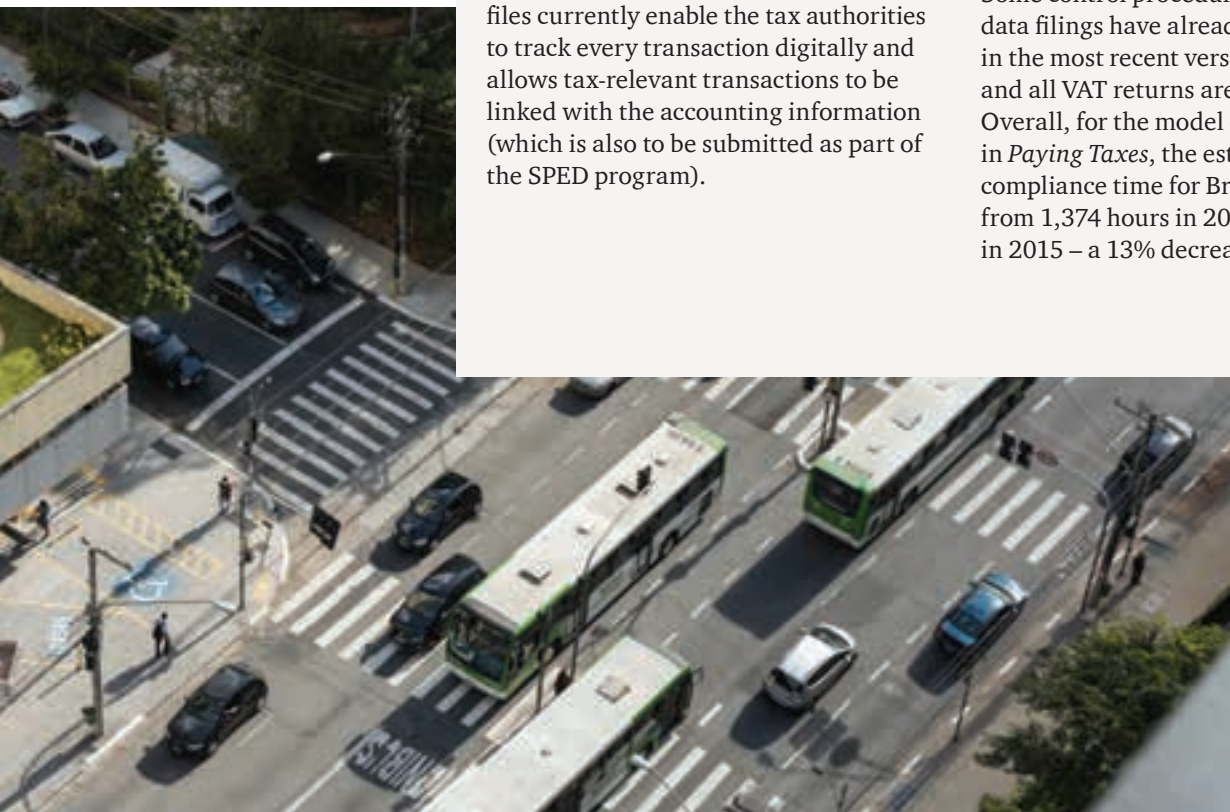 files currently enable the tax authorities
to track every transaction digitally and
allows tax-relevant transactions to be
linked with the accounting information
(which is also to be submitted as part of
the SPED program).
data filings have alread
in the most recent vers
and all VAT returns are
Overall, for the model
in Paying Taxes, the est
compliance time for Br
from 1,374 hours in 20
in 2015 – a 13% decrea
ÔNIBUS